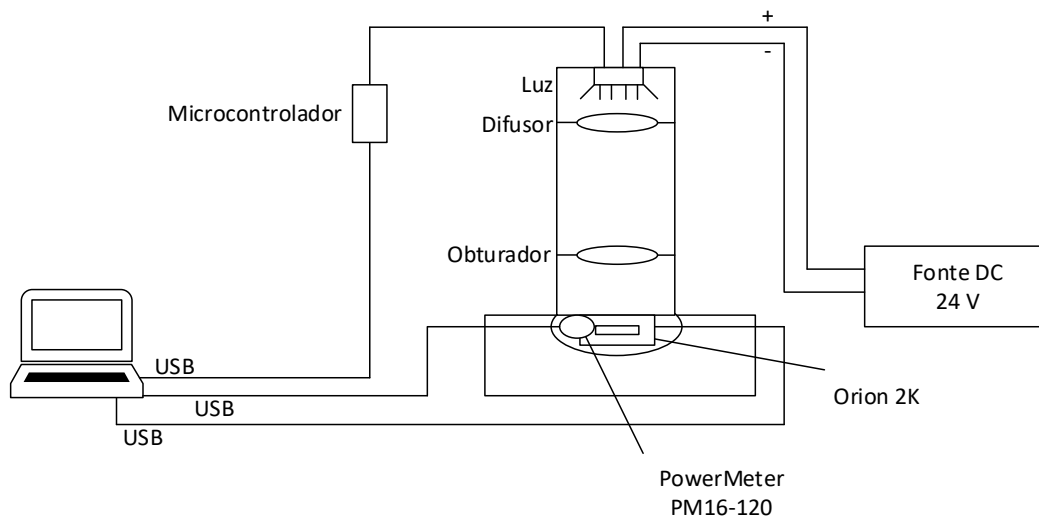 +
-
Luz
Microcontrolador
Difusor
Obturador
Fonte DC
24 V
USB
USB
USB
Orion 2K
PowerMeter
PM16-120